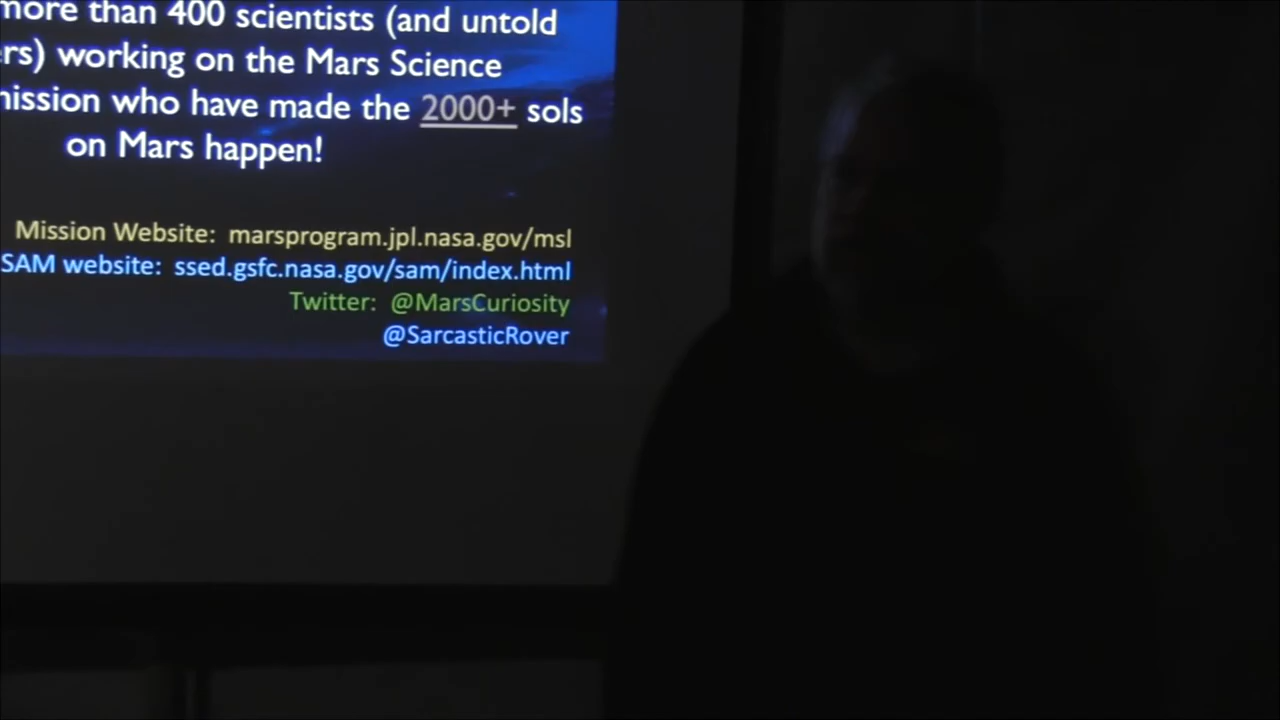 more than 400 scientists (and untold
rs) working on the Mars Science
ission who have made the 2000+ sols
on Mars happen!
Mission Website: marsprogram.jpl.nasa.gov/msl
SAM website: ssed.gsfc.nasa.gov/sam/index.html
Twitter: @MarsCuriosity
@SarcasticRover